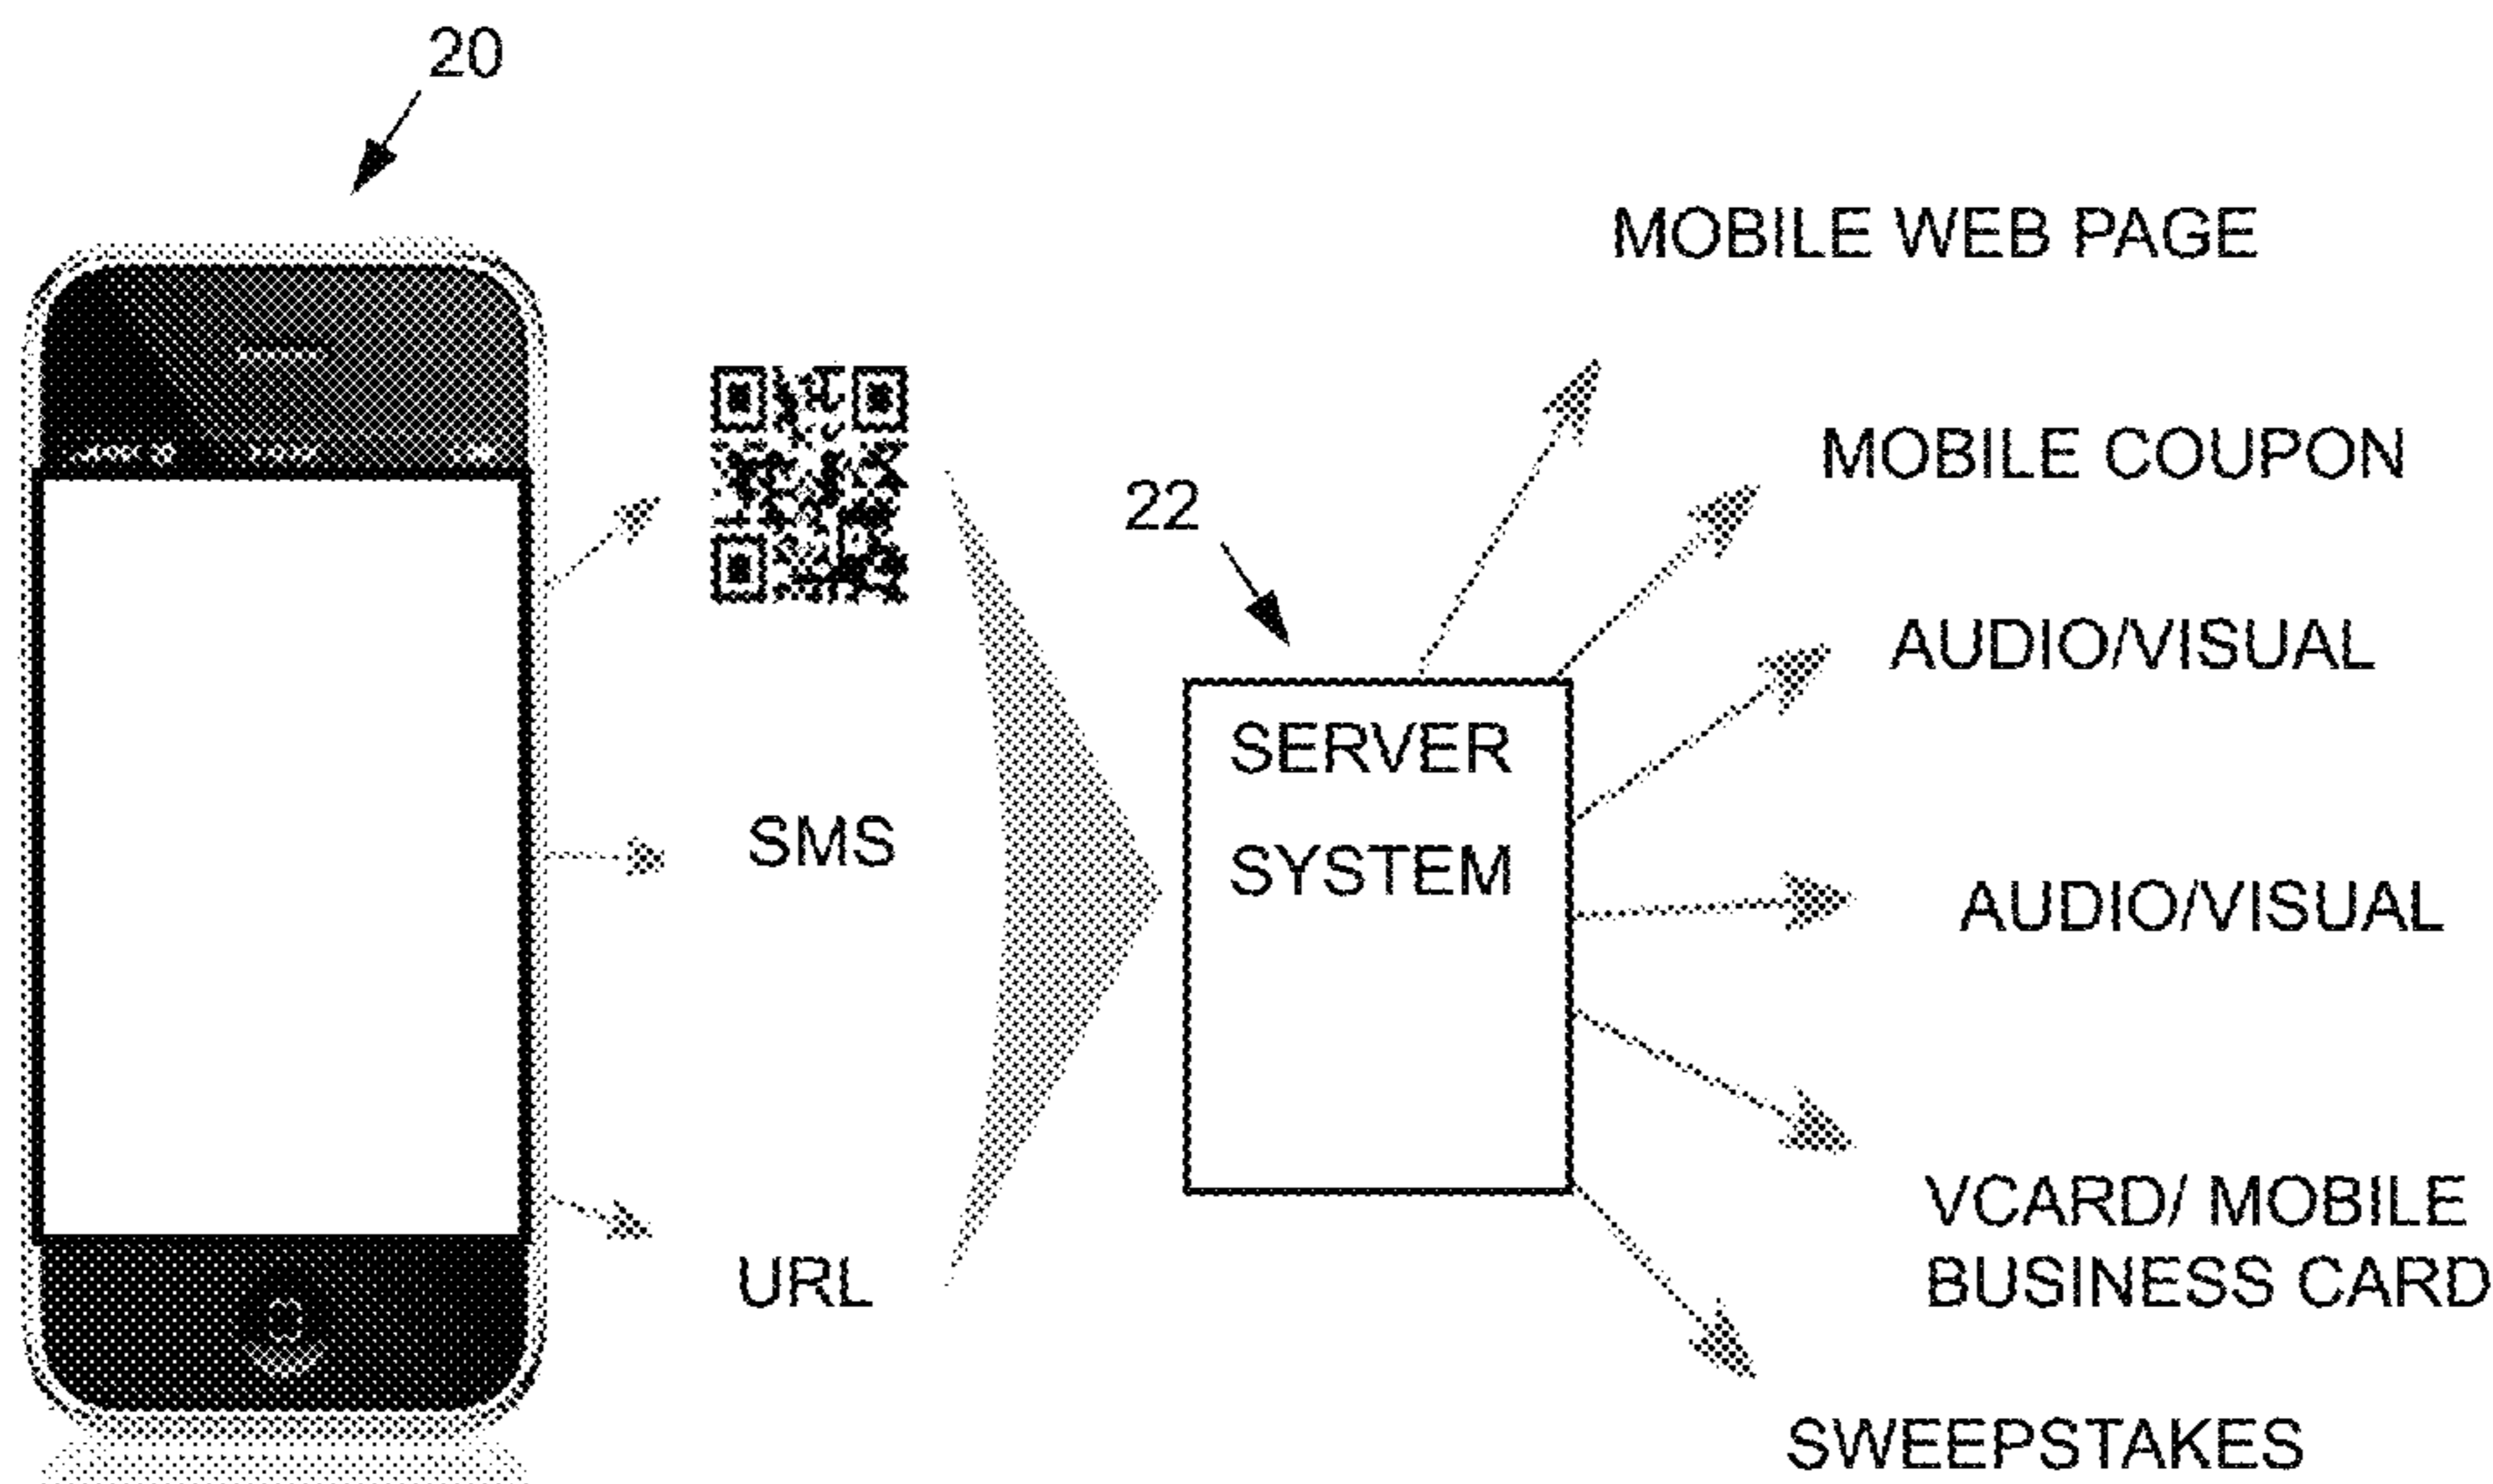 20
MOBILE WEB PAGE
MOBILE COUPON
22
AUDIO/VISUAL
SERVER
SYSTEM
SMS
AUDIO/VISUAL
VCARD/ MOBILE
BUSINESS CARD
URL
SWEEPSTAKES